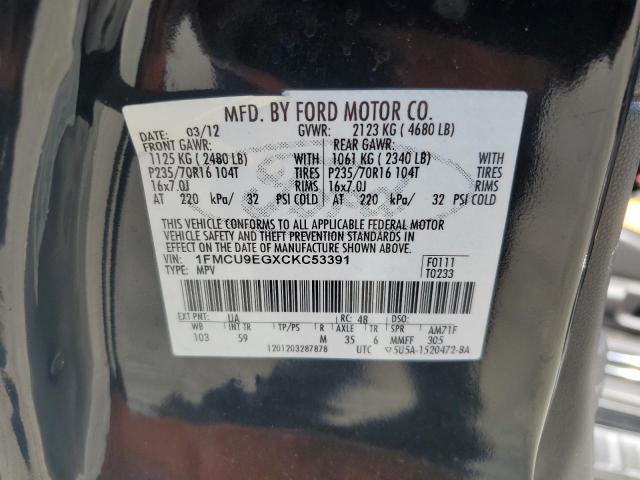 MFD. BY FORD MOTOR CO.
DATE: 03/12 GVWR: 2123 KG ( 4680 LB)
FRONT GAWR: REAR GAWR:
1125 KG ( 2480 LB) WITH 1061 KG ( 2340 LB) WITH
P235/70R16 104T TIRES P235/70R16 104T TIRES
16x7.0J RIMS 16x7.0J RIMS
AT 220 kPa/ 32 PSI COLD AT 220 kPa/ 32 PSI COLD
THIS VEHICLE CONFORMS TO ALL APPLICABLE FEDERAL MOTOR
VEHICLE SAFETY AND THEFT PREVENTION STANDARDS IN
EFFECT ON THE DATE OF MANUFACTURE SHOWN ABOVE.
VIN: 1FMCU9EGXCKC53391 F0111
TYPE: MPV T0233
EXT PNT: UA RC: 48 DSO:
WB INT TR TP/PS R AXLE TR SPR AM71F
103 59 M 35 6 MMFF 305
1201203287878 UTC 5U5A-1520472-BA